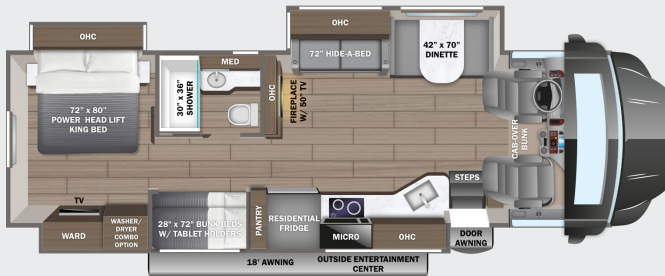 OHC
72" x 80"
POWER HEAD LIFT
KING BED
30" x 36"
SHOWER
MED
OHC
FIREPLACE
W/ 50" TV
OHC
72" HIDE-A-BED
42" x 70"
DINETTE
CAB-OVER
BUNK
TV
WARD
WASHER/
DRYER
COMBO
OPTION
28" x 72" BUNK BEDS
W/ TABLET HOLDERS
PANTRY
RESIDENTIAL
FRIDGE
MICRO
OHC
STEPS
DOOR
AWNING
18' AWNING
OUTSIDE ENTERTAINMENT
CENTER